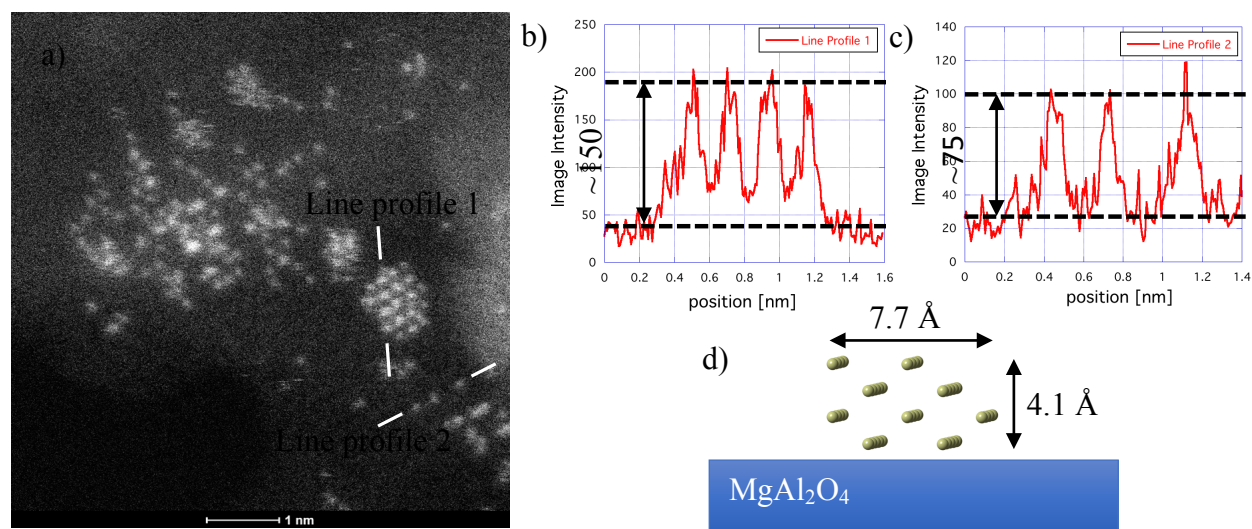 a)
Line profile 1
Line profile 2
1 nm
b)
Line Profile 1
250
200
150
100
50
0
Image Intensity
~150
0
0.2
0.4
0.6
0.8
1
1.2
1.4
1.6
position [nm]
c)
Line Profile 2
140
120
100
80
60
40
20
0
Image Intensity
~75
0
0.2
0.4
0.6
0.8
1
1.2
1.4
position [nm]
d)
7.7 Å
4.1 Å
MgAl₂O₄